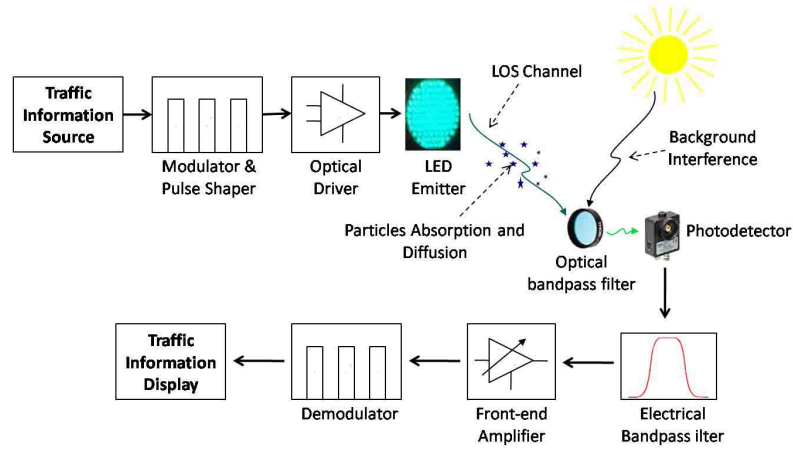 Traffic
Information
Source
Modulator &
Pulse Shaper
Optical
Driver
LED
Emitter
LOS Channel
Particles Absorption and
Diffusion
Background
Interference
Optical
bandpass filter
Photodetector
Traffic
Information
Display
Demodulator
Front-end
Amplifier
Electrical
Bandpass ilter